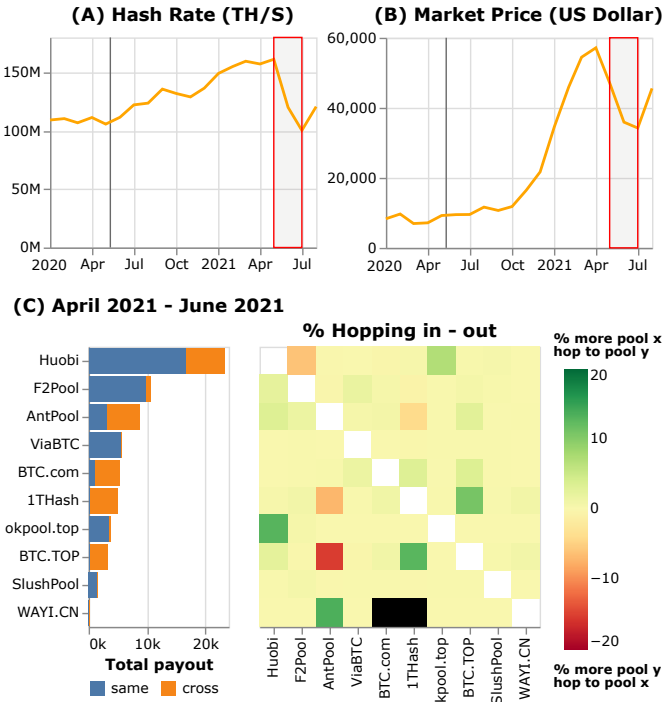 (A) Hash Rate (TH/S)
(B) Market Price (US Dollar)
150M
100M
50M
0M
2020
Apr
Jul
Oct
2021
Apr
Jul
60,000
40,000
20,000
0
2020
Apr
Jul
Oct
2021
Apr
Jul
(C) April 2021 - June 2021
% Hopping in - out
% more pool x
hop to pool y
Huobi
F2Pool
AntPool
ViaBTC
BTC.com
1THash
okpool.top
BTC.TOP
SlushPool
WAYI.CN
0k
10k
20k
Total payout
same
cross
Huobi
F2Pool
AntPool
ViaBTC
BTC.com
1THash
kpool.top
BTC.TOP
SlushPool
WAYI.CN
20
10
0
−10
−20
% more pool y
hop to pool x